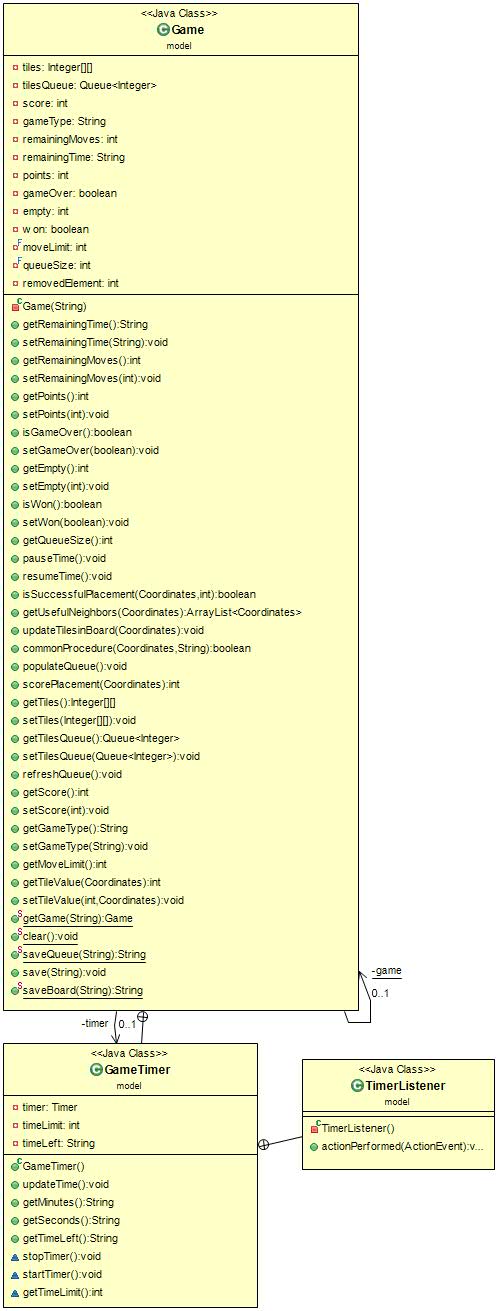 <<Java Class>>
Game
model
tiles: Integer[][]
tilesQueue: Queue<Integer>
score: int
gameType: String
remainingMoves: int
remainingTime: String
points: int
gameOver: boolean
empty: int
won: boolean
moveLimit: int
queueSize: int
removedElement: int
Game(String)
getRemainingTime():String
setRemainingTime(String):void
getRemainingMoves():int
setRemainingMoves(int):void
getPoints():int
setPoints(int):void
isGameOver():boolean
setGameOver(boolean):void
getEmpty():int
setEmpty(int):void
isWon():boolean
setWon(boolean):void
getQueueSize():int
pauseTime():void
resumeTime():void
isSuccessfulPlacement(Coordinates,int):boolean
getUsefulNeighbors(Coordinates):ArrayList<Coordinates>
updateTilesinBoard(Coordinates):void
commonProcedure(Coordinates,String):boolean
populateQueue():void
scorePlacement(Coordinates):int
getTiles():Integer[][]
setTiles(Integer[][]):void
getTilesQueue():Queue<Integer>
setTilesQueue(Queue<Integer>):void
refreshQueue():void
getScore():int
setScore(int):void
getGameType():String
setGameType(String):void
getMoveLimit():int
getTileValue(Coordinates):int
setTileValue(int,Coordinates):void
getGame(String):Game
clear():void
saveQueue(String):String
save(String):void
saveBoard(String):String
-game
0..1
-timer 0..1
<<Java Class>>
GameTimer
model
timer: Timer
timeLimit: int
timeLeft: String
GameTimer()
updateTime():void
getMinutes():String
getSeconds():String
getTimeLeft():String
stopTimer():void
startTimer():void
getTimeLimit():int
<<Java Class>>
TimerListener
model
TimerListener()
actionPerformed(ActionEvent):v...